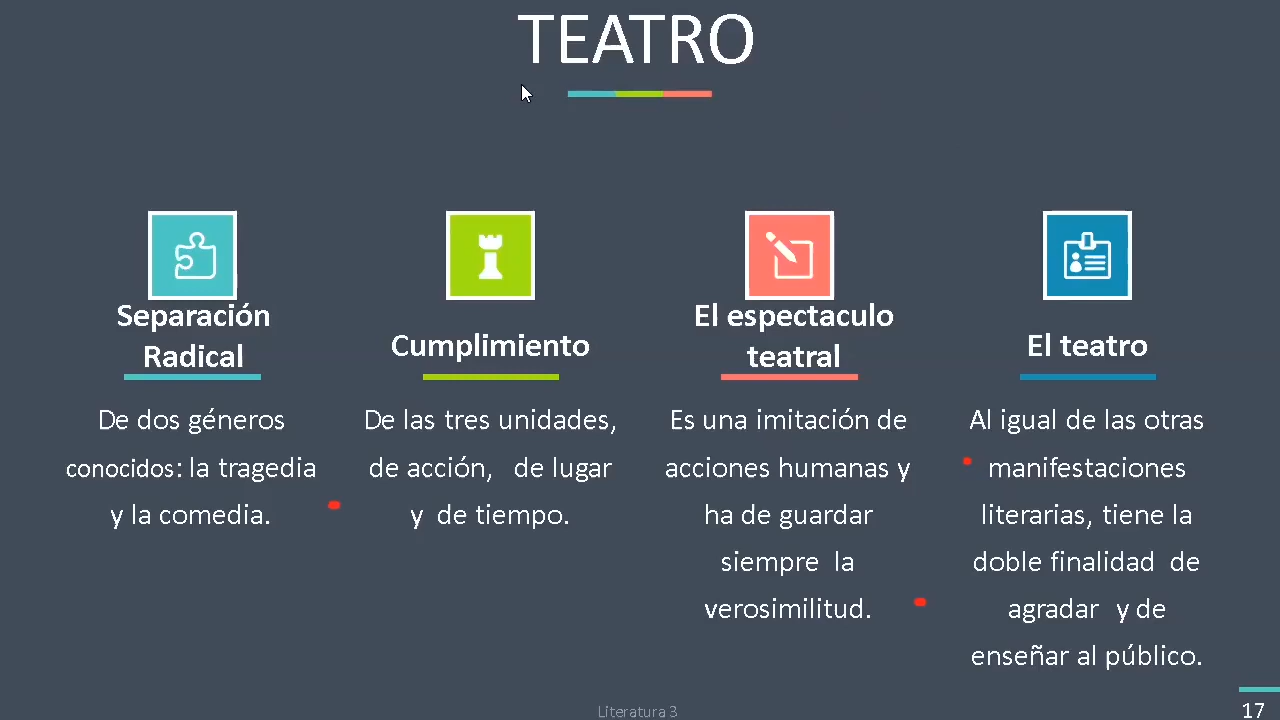 TEATRO
Separación
Radical
De dos géneros
conocidos: la tragedia
y la comedia.
Cumplimiento
De las tres unidades,
de acción, de lugar
y de tiempo.
El espectaculo
teatral
Es una imitación de
acciones humanas y
ha de guardar
siempre la
verosimilitud.
El teatro
Al igual de las otras
manifestaciones
literarias, tiene la
doble finalidad de
agradar y de
enseñar al público.
Literatura 3
17